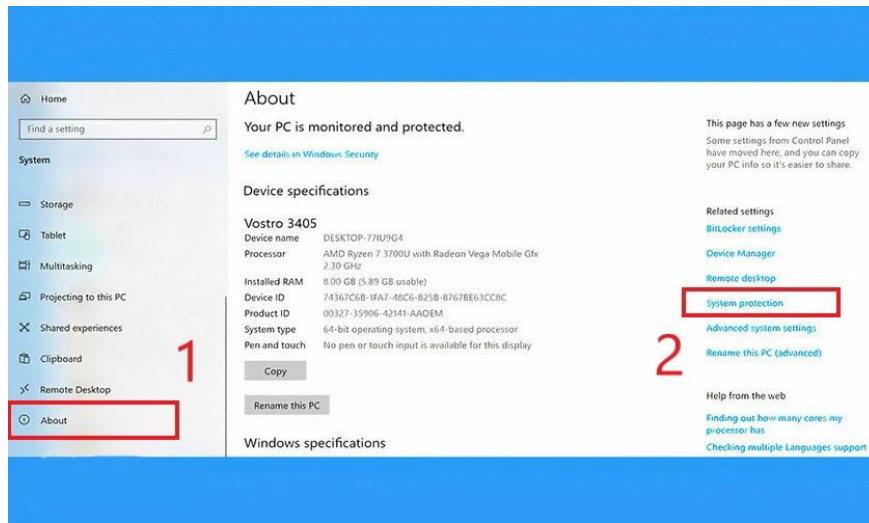 Home
Find a setting
System
Storage
Tablet
Multitasking
Projecting to this PC
Shared experiences
Clipboard
Remote Desktop
About
1
About
Your PC is monitored and protected.
See details in Windows Security
Device specifications
Vostro 3405
Device name DESKTOP-77IU9G4
Processor AMD Ryzen 7 3700U with Radeon Vega Mobile Gfx
2.30 GHz
Installed RAM 8.00 GB (5.89 GB usable)
Device ID 74367C6B-1FA7-48C6-825B-8767BE63CC8C
Product ID 00327-35906-42141-AAOEM
System type 64-bit operating system, x64-based processor
Pen and touch No pen or touch input is available for this display
Copy
Rename this PC
Windows specifications
This page has a few new settings
Some settings from Control Panel
have moved here, and you can copy
your PC info so it's easier to share.
Related settings
BitLocker settings
Device Manager
Remote desktop
System protection
Advanced system settings
Rename this PC (advanced)
2
Help from the web
Finding out how many cores my
processor has
Checking multiple Languages support